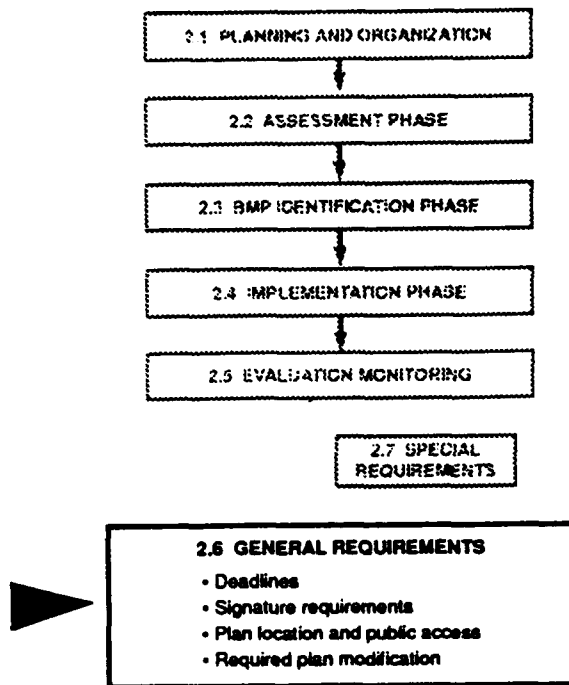 2.1 PLANNING AND ORGANIZATION
2.2 ASSESSMENT PHASE
2.3 BMP IDENTIFICATION PHASE
2.4 IMPLEMENTATION PHASE
2.5 EVALUATION MONITORING
2.7 SPECIAL
REQUIREMENTS
2.6 GENERAL REQUIREMENTS
• Deadlines
• Signature requirements
• Plan location and public access
• Required plan modification